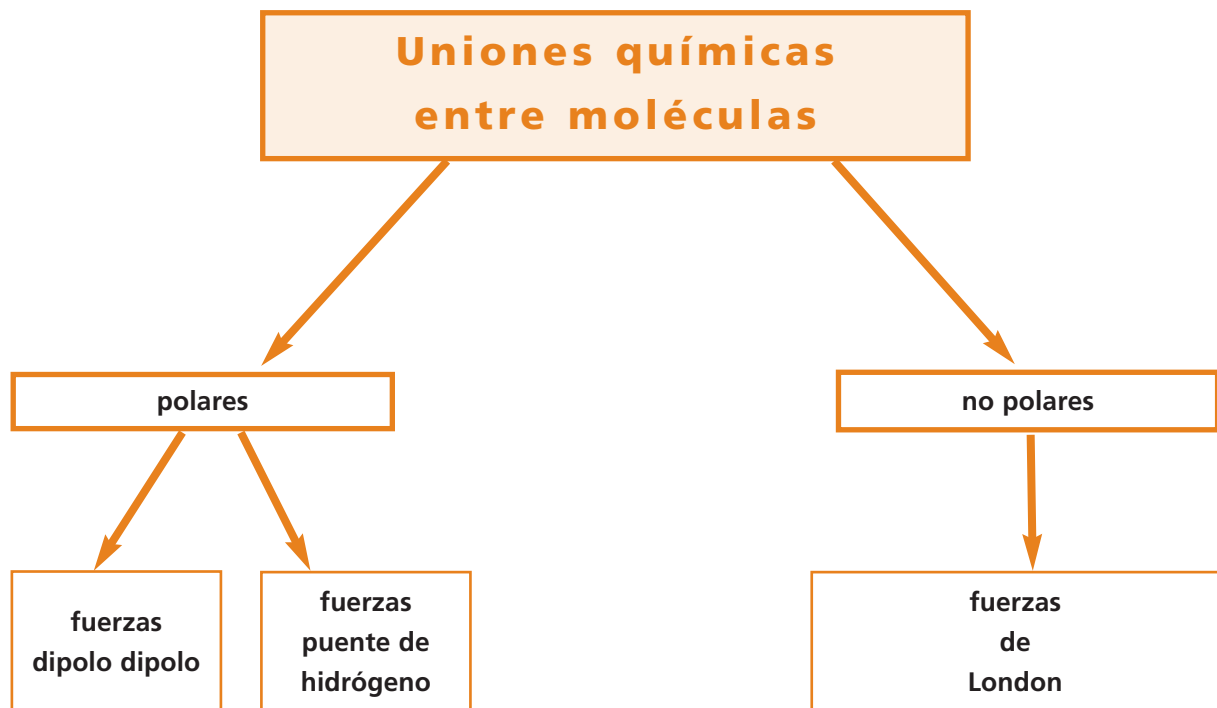 Uniones químicas
entre moléculas
polares
no polares
fuerzas
dipolo dipolo
fuerzas
puente de
hidrógeno
fuerzas
de
London